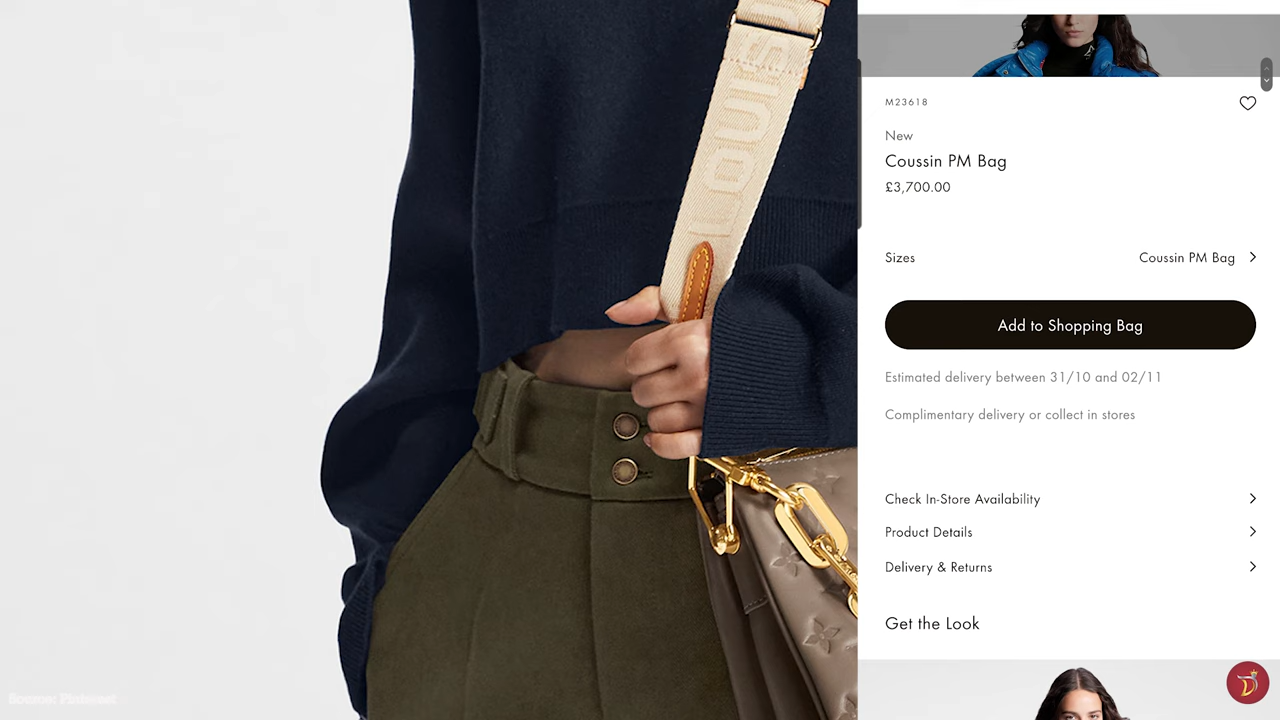 M23618
New
Coussin PM Bag
£3,700.00
Sizes
Coussin PM Bag
Add to Shopping Bag
Estimated delivery between 31/10 and 02/11
Complimentary delivery or collect in stores
Check In-Store Availability
Product Details
Delivery & Returns
Get the Look
Source: Pinterest